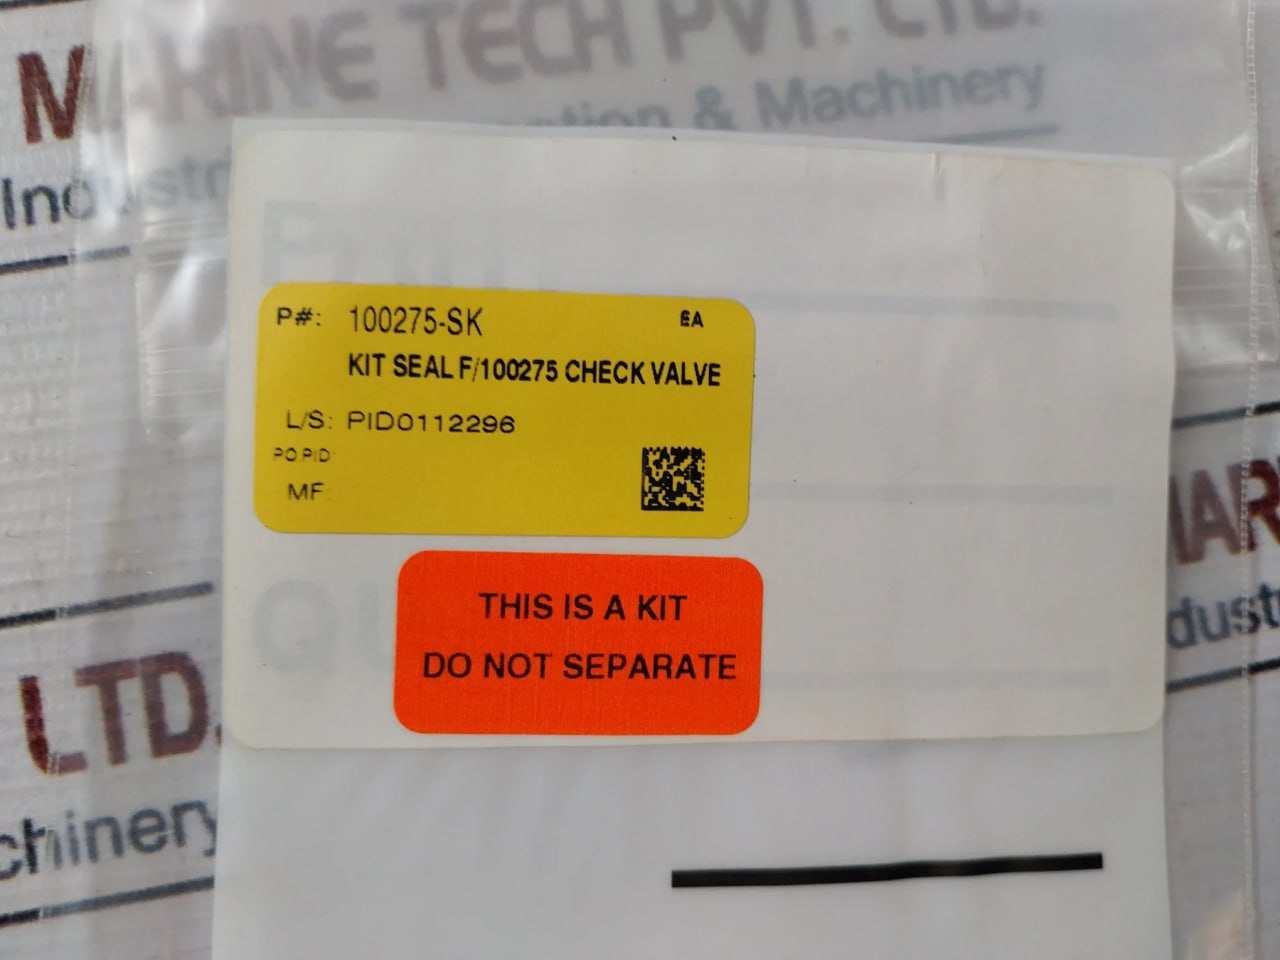 MARINE TECH PVT. LTD.
& Machinery
P#: 100275-SK EA
KIT SEAL F/100275 CHECK VALVE
L/S: PID0112296
PO PID
MF
THIS IS A KIT
DO NOT SEPARATE
LTD.